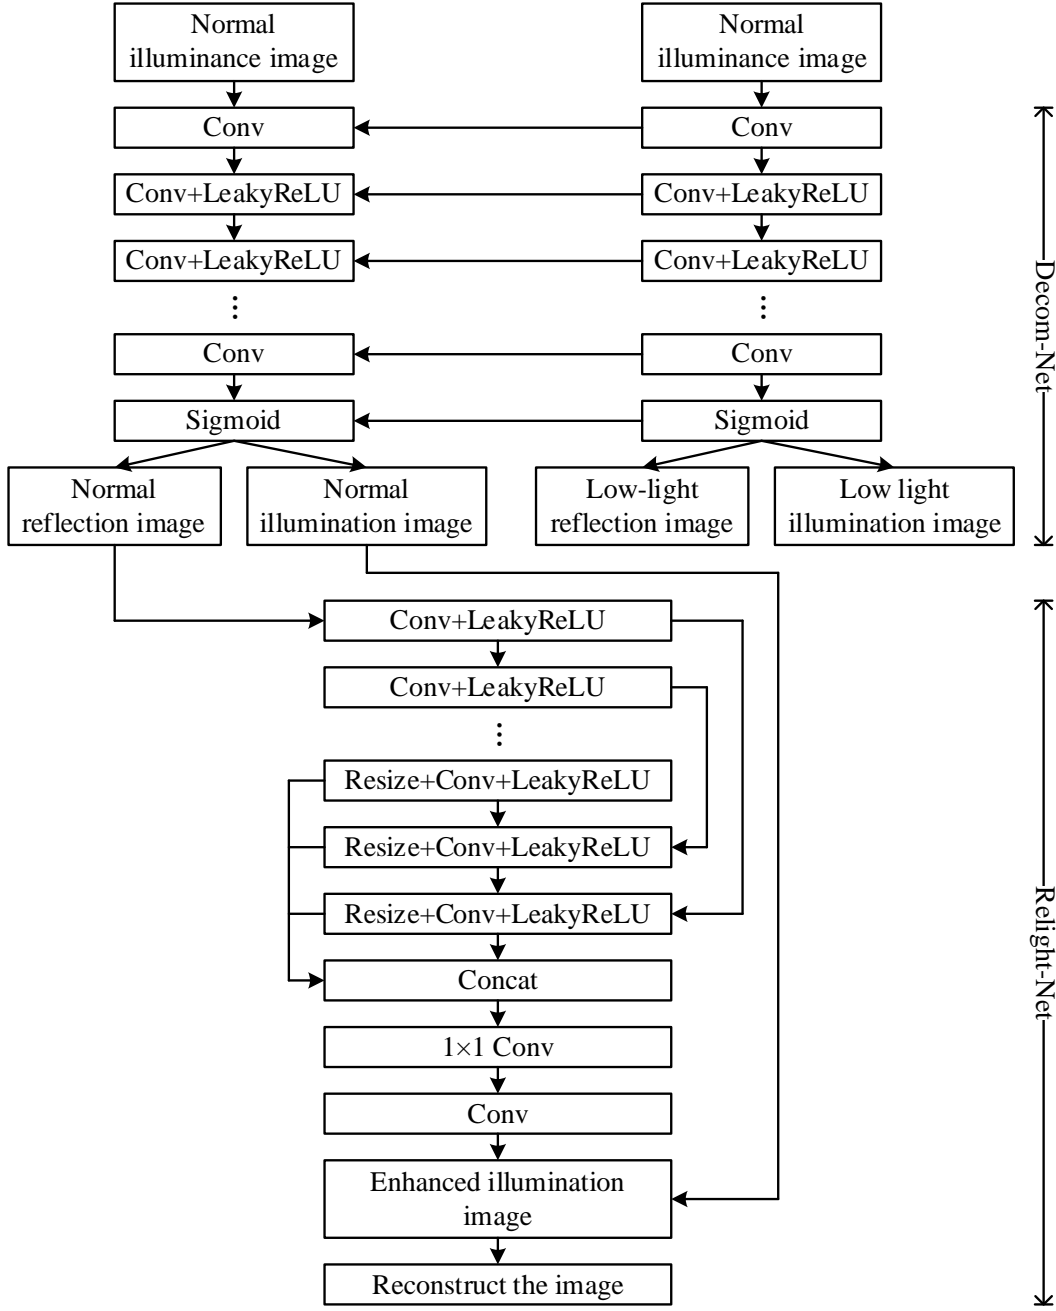 Normal
illuminance image
Normal
illuminance image
Conv
Conv
Conv+LeakyReLU
Conv+LeakyReLU
Conv+LeakyReLU
Conv+LeakyReLU
⋮
⋮
Conv
Conv
Sigmoid
Sigmoid
Normal
reflection image
Normal
illumination image
Low-light
reflection image
Low light
illumination image
Decom-Net
Conv+LeakyReLU
Conv+LeakyReLU
⋮
Resize+Conv+LeakyReLU
Resize+Conv+LeakyReLU
Resize+Conv+LeakyReLU
Concat
1×1 Conv
Conv
Enhanced illumination
image
Reconstruct the image
Relight-Net